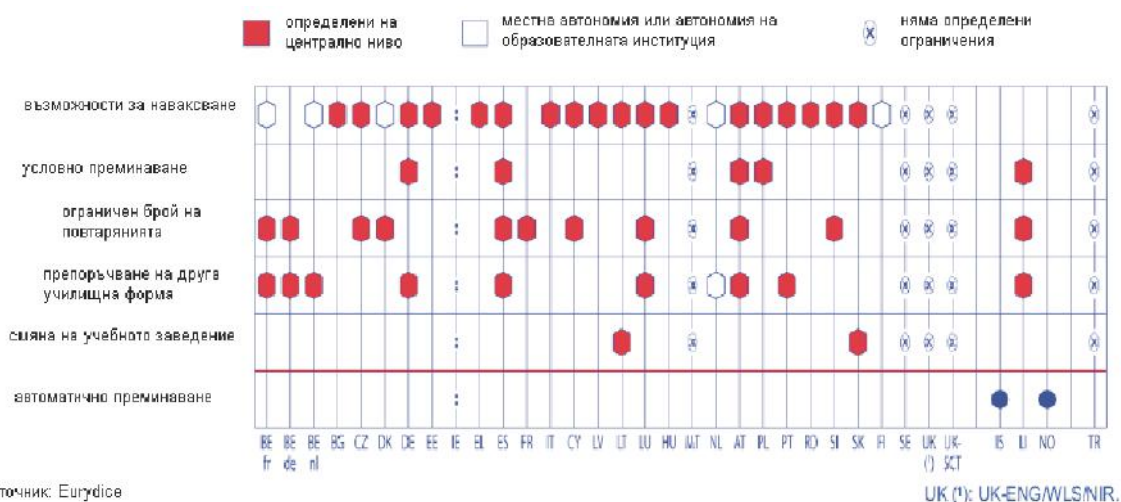 определени на
централно ниво
местна автономия или автономия на
образователната институция
няма определени
ограничения
възможности за наваксване
условно преминаване
ограничен брой на
повтарянията
препоръчване на друга
училищна форма
смяна на учебното заведение
автоматично преминаване
BE fr BE de BE nl BG CZ DK DE EE IE EL ES FR IT CY LV LT LU HU MT NL AT PL PT RO SI SK FI SE UK (¹) UK-SCT IS LI NO TR
точник: Eurydice
UK (¹): UK-ENG/WLS/NIR.